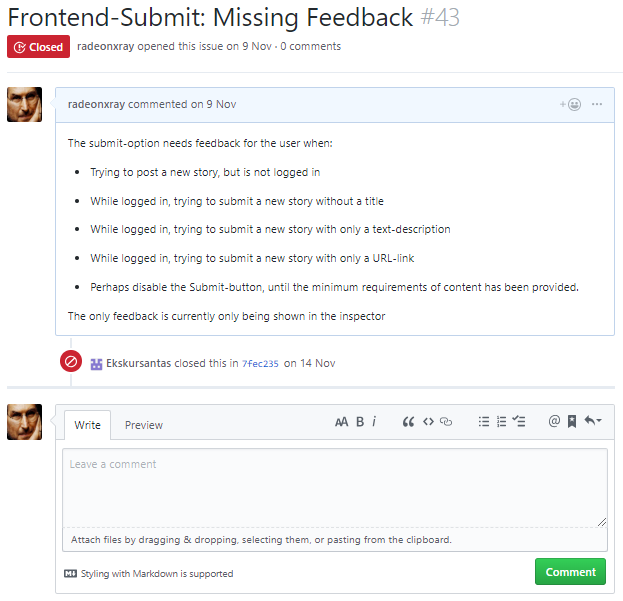 Frontend-Submit: Missing Feedback #43
Closed radeonxray opened this issue on 9 Nov · 0 comments
radeonxray commented on 9 Nov
The submit-option needs feedback for the user when:
• Trying to post a new story, but is not logged in
• While logged in, trying to submit a new story without a title
• While logged in, trying to submit a new story with only a text-description
• While logged in, trying to submit a new story with only a URL-link
• Perhaps disable the Submit-button, until the minimum requirements of content has been provided.
The only feedback is currently only being shown in the inspector
Ekskursantas closed this in 7fec235 on 14 Nov
Write Preview AA B i
Leave a comment
Attach files by dragging & dropping, selecting them, or pasting from the clipboard.
Styling with Markdown is supported Comment